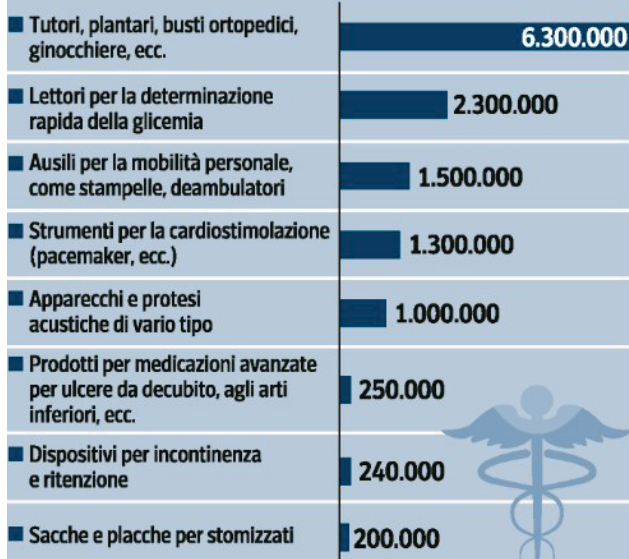 Tutori, plantari, busti ortopedici,
ginocchiere, ecc.
6.300.000
Lettori per la determinazione
rapida della glicemia
2.300.000
Ausili per la mobilità personale,
come stampelle, deambulatori
1.500.000
Strumenti per la cardiostimolazione
(pacemaker, ecc.)
1.300.000
Apparecchi e protesi
acustiche di vario tipo
1.000.000
Prodotti per medicazioni avanzate
per ulcere da decubito, agli arti
inferiori, ecc.
250.000
Dispositivi per incontinenza
e ritenzione
240.000
Sacche e placche per stomizzati
200.000